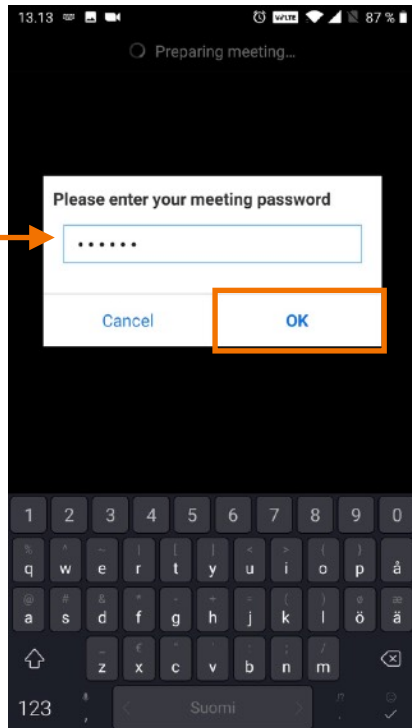 13.13 VoLTE 87 %
Preparing meeting...
Please enter your meeting password
••••••
Cancel OK
1 2 3 4 5 6 7 8 9 0
% ^ ~ | [ ] < > { }
q w e r t y u i o p å
@ # & * - + = ( ) ø æ
a s d f g h j k l ö ä
_ € " ' : ; /
z x c v b n m
123 , < Suomi > .